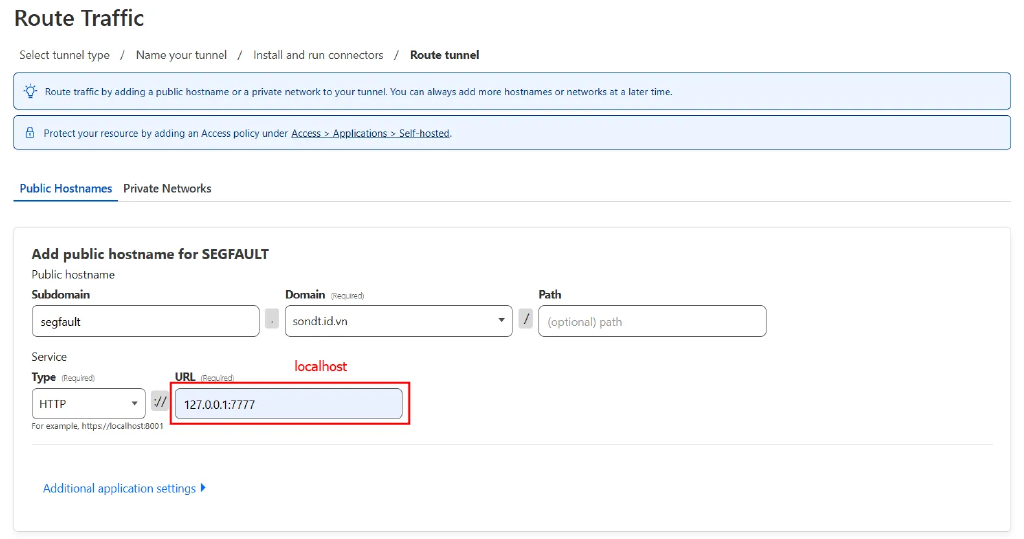 Route Traffic
Select tunnel type / Name your tunnel / Install and run connectors / Route tunnel
Route traffic by adding a public hostname or a private network to your tunnel. You can always add more hostnames or networks at a later time.
Protect your resource by adding an Access policy under Access > Applications > Self-hosted.
Public Hostnames Private Networks
Add public hostname for SEGFAULT
Public hostname
Subdomain Domain (Required) Path
segfault . sondt.id.vn / (optional) path
Service
localhost
Type (Required) URL (Required)
HTTP :// 127.0.0.1:7777
For example, https://localhost:8001
Additional application settings